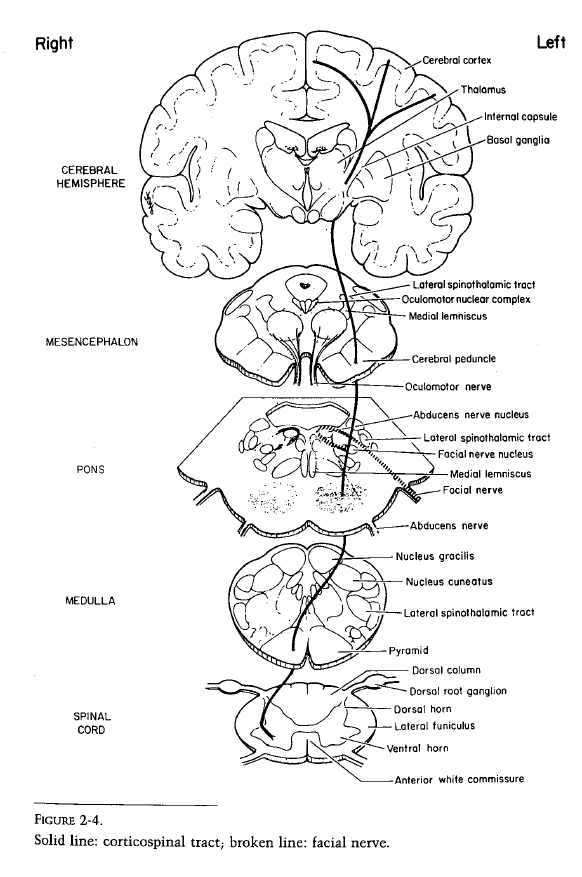 Right
Left
Cerebral cortex
Thalamus
Internal capsule
Basal ganglia
CEREBRAL
HEMISPHERE
Lateral spinothalamic tract
Oculomotor nuclear complex
Medial lemniscus
MESENCEPHALON
Cerebral peduncle
Oculomotor nerve
Abducens nerve nucleus
Lateral spinothalamic tract
Facial nerve nucleus
PONS
Medial lemniscus
Facial nerve
Abducens nerve
Nucleus gracilis
Nucleus cuneatus
MEDULLA
Lateral spinothalamic tract
Pyramid
Dorsal column
Dorsal root ganglion
Dorsal horn
SPINAL
CORD
Lateral funiculus
Ventral horn
Anterior white commissure
FIGURE 2-4.
Solid line: corticospinal tract; broken line: facial nerve.